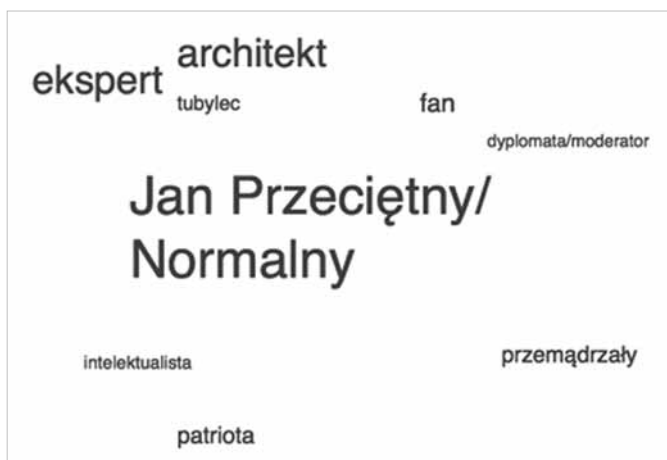 architekt
ekspert
tubylec
fan
dyplomata/moderator
Jan Przeciętny/
Normalny
intelektualista
przemądrzały
patriota